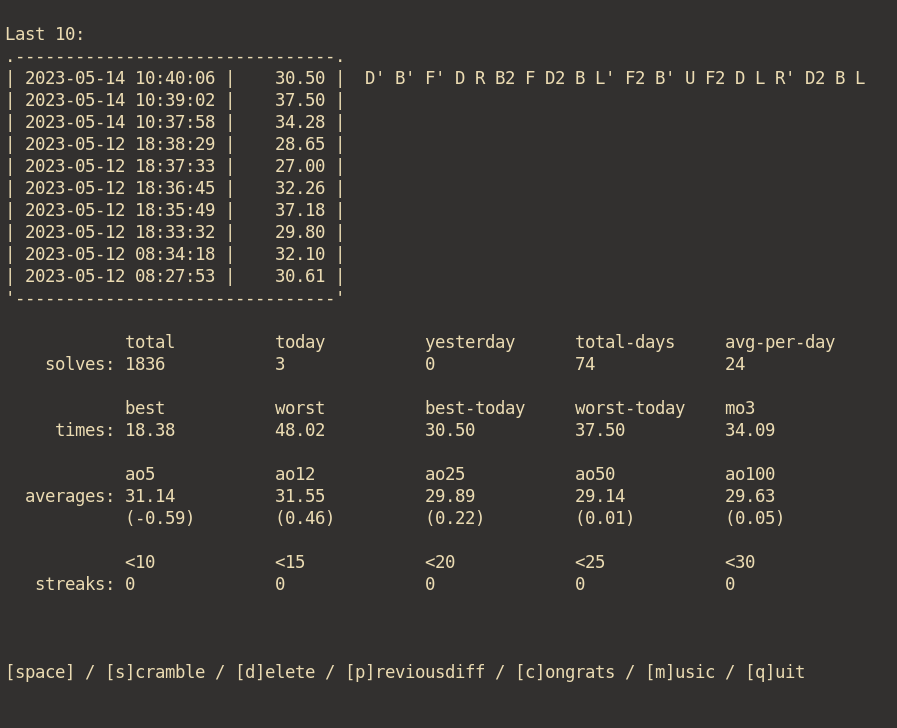 Last 10:
.--------------------------------.
| 2023-05-14 10:40:06 |    30.50 |  D' B' F' D R B2 F D2 B L' F2 B' U F2 D L R' D2 B L
| 2023-05-14 10:39:02 |    37.50 |
| 2023-05-14 10:37:58 |    34.28 |
| 2023-05-12 18:38:29 |    28.65 |
| 2023-05-12 18:37:33 |    27.00 |
| 2023-05-12 18:36:45 |    32.26 |
| 2023-05-12 18:35:49 |    37.18 |
| 2023-05-12 18:33:32 |    29.80 |
| 2023-05-12 08:34:18 |    32.10 |
| 2023-05-12 08:27:53 |    30.61 |
'--------------------------------'
            total          today          yesterday      total-days     avg-per-day
    solves: 1836           3              0              74             24
            best           worst          best-today     worst-today    mo3
     times: 18.38          48.02          30.50          37.50          34.09
            ao5            ao12           ao25           ao50           ao100
  averages: 31.14          31.55          29.89          29.14          29.63
            (-0.59)        (0.46)         (0.22)         (0.01)         (0.05)
            <10            <15            <20            <25            <30
   streaks: 0              0              0              0              0
[space] / [s]cramble / [d]elete / [p]reviousdiff / [c]ongrats / [m]usic / [q]uit